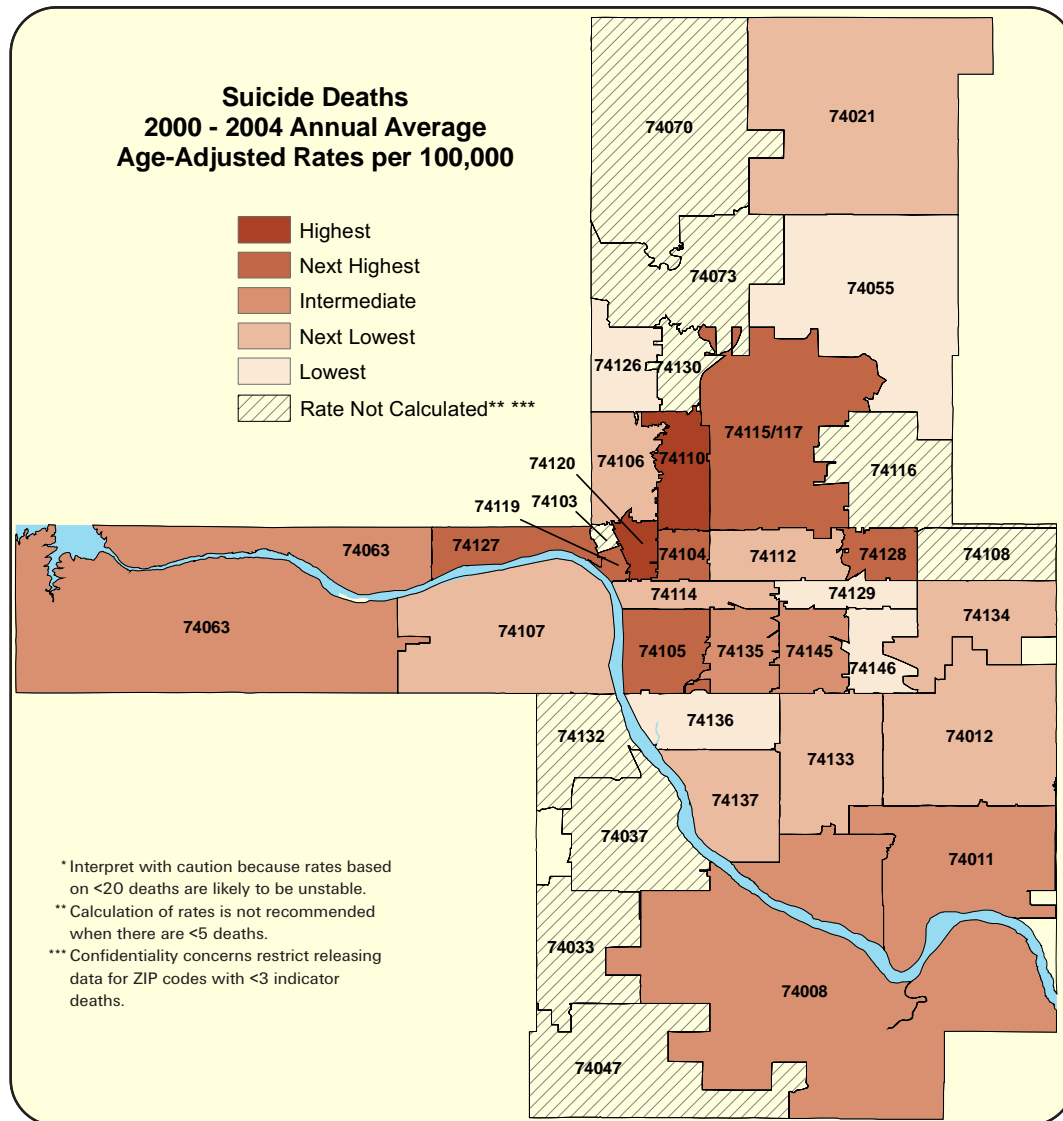 Suicide Deaths
2000 - 2004 Annual Average
Age-Adjusted Rates per 100,000
Highest
Next Highest
Intermediate
Next Lowest
Lowest
Rate Not Calculated** ***
74070
74021
74073
74055
74126
74130
74106
74110
74115/117
74116
74120
74103
74119
74063
74127
74104
74112
74128
74108
74114
74129
74063
74107
74105
74135
74145
74146
74134
74132
74136
74133
74012
74137
74037
74011
74033
74008
74047
* Interpret with caution because rates based
on <20 deaths are likely to be unstable.
** Calculation of rates is not recommended
when there are <5 deaths.
*** Confidentiality concerns restrict releasing
data for ZIP codes with <3 indicator
deaths.